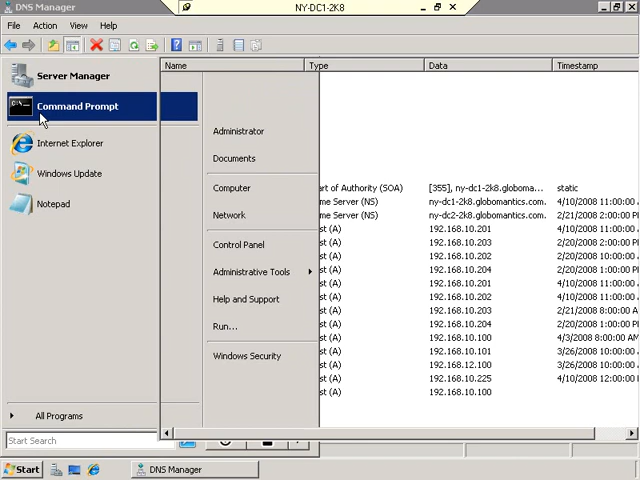 DNS Manager
NY-DC1-2K8
File Action View Help
Server Manager
Command Prompt
Internet Explorer
Windows Update
Notepad
All Programs
Start Search
Administrator
Documents
Computer
Network
Control Panel
Administrative Tools
Help and Support
Run...
Windows Security
Name Type Data Timestamp
art of Authority (SOA) [355], ny-dc1-2k8.globoma... static
me Server (NS) ny-dc1-2k8.globomantics.com. 4/10/2008 11:00:00
me Server (NS) ny-dc2-2k8.globomantics.com. 2/21/2008 2:00:00 P
st (A) 192.168.10.201 4/10/2008 11:00:00
st (A) 192.168.10.203 2/20/2008 2:00:00 P
st (A) 192.168.10.202 2/20/2008 10:00:00
st (A) 192.168.10.204 2/20/2008 1:00:00 P
st (A) 192.168.10.201 4/10/2008 11:00:00
st (A) 192.168.10.202 4/10/2008 11:00:00
st (A) 192.168.10.203 2/21/2008 8:00:00 A
st (A) 192.168.10.204 2/20/2008 1:00:00 P
st (A) 192.168.10.100 4/3/2008 8:00:00 AM
st (A) 192.168.10.101 3/26/2008 10:00:00
st (A) 192.168.12.100 3/26/2008 10:00:00
st (A) 192.168.10.225 4/10/2008 12:00:00
st (A) 192.168.10.100
Start DNS Manager